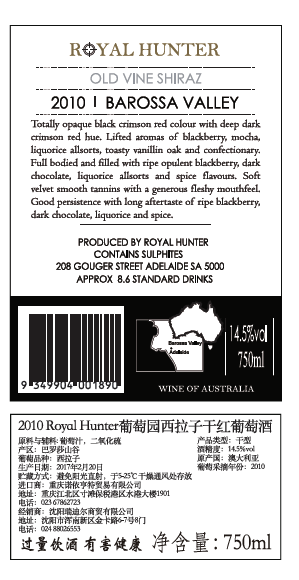 ROYAL HUNTER
OLD VINE SHIRAZ
2010 | BAROSSA VALLEY
Totally opaque black crimson red colour with deep dark
crimson red hue. Lifted aromas of blackberry, mocha,
liquorice allsorts, toasty vanillin oak and confectionary.
Full bodied and filled with ripe opulent blackberry, dark
chocolate, liquorice allsorts and spice flavours. Soft
velvet smooth tannins with a generous fleshy mouthfeel.
Good persistence with long aftertaste of ripe blackberry,
dark chocolate, liquorice and spice.
PRODUCED BY ROYAL HUNTER
CONTAINS SULPHITES
208 GOUGER STREET ADELAIDE SA 5000
APPROX 8.6 STANDARD DRINKS
Barossa Valley
Adelaide
14.5%vol
750ml
9 349904 001890
WINE OF AUSTRALIA
2010 Royal Hunter葡萄园西拉子干红葡萄酒
原料与辅料:葡萄汁，二氧化硫 产品类型：干型
产区：巴罗莎山谷 酒精度：14.5%vol
葡萄品种：西拉子 原产国：澳大利亚
生产日期：2017年2月20日 葡萄采摘年份：2010
贮藏方式：避免阳光直射，于5-25℃干燥通风处存放
进口商：重庆诺依亨特贸易有限公司
地址：重庆江北区寸滩保税港区水港大楼1901
电话：023 67862723
经销商：沈阳瑞迪尔商贸有限公司
地址：沈阳市浑南新区金卡路6-7号8门
电话：024 88026553
过量饮酒 有害健康 净含量：750ml